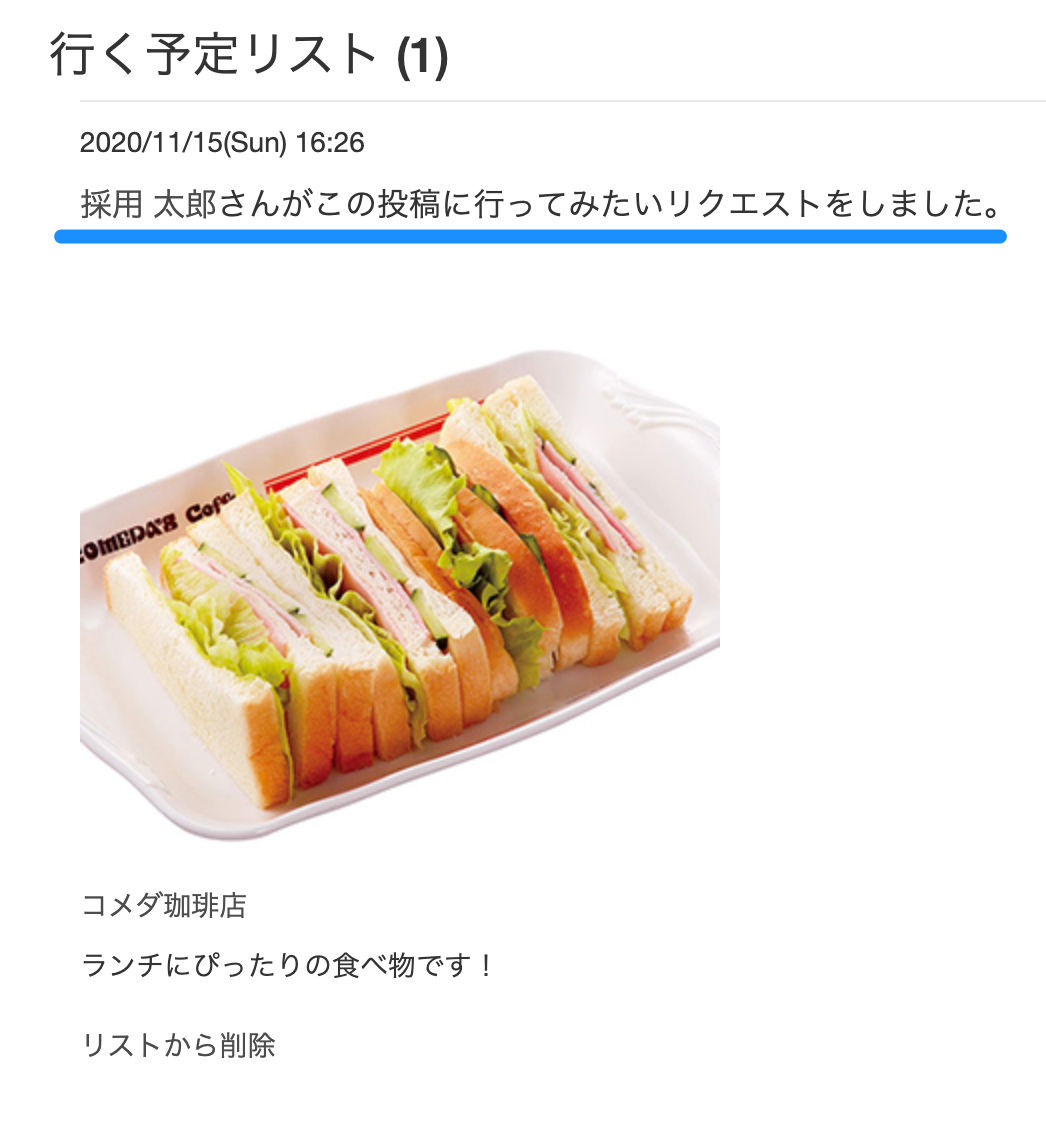 行く予定リスト (1)
2020/11/15(Sun) 16:26
採用 太郎さんがこの投稿に行ってみたいリクエストをしました。
OMEDA'S Cofe
コメダ珈琲店
ランチにぴったりの食べ物です！
リストから削除